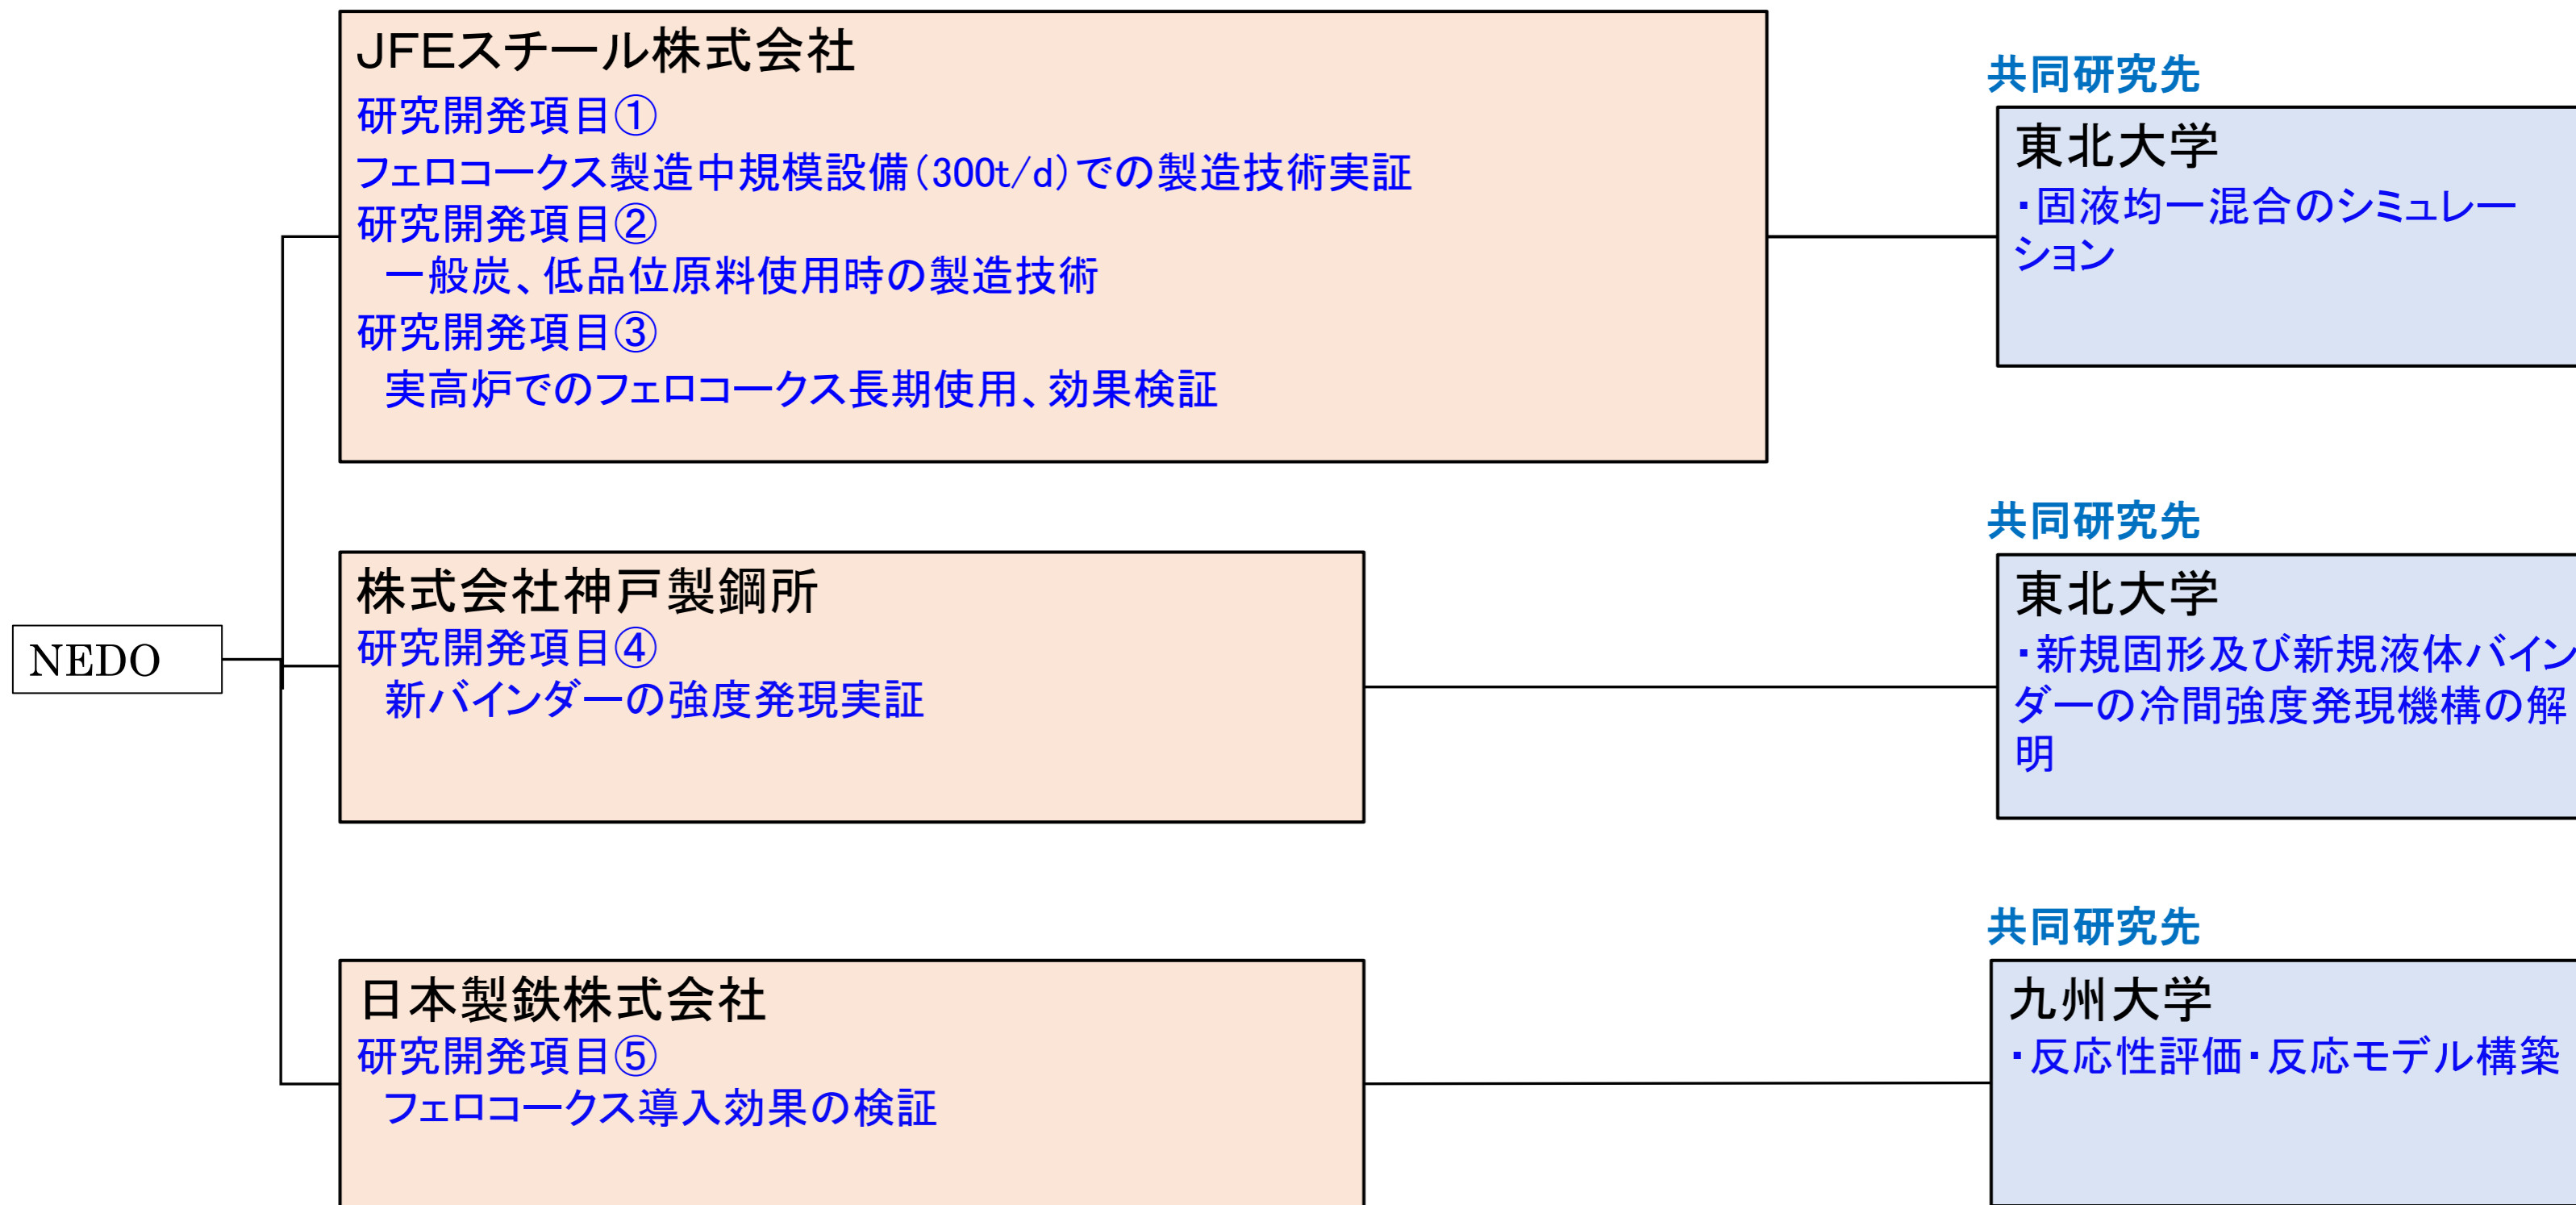 JFEスチール株式会社
研究開発項目①
フェロコークス製造中規模設備(300t/d)での製造技術実証
研究開発項目②
一般炭、低品位原料使用時の製造技術
研究開発項目③
実高炉でのフェロコークス長期使用、効果検証
共同研究先
東北大学
・固液均一混合のシミュレー
ション
NEDO
株式会社神戸製鋼所
研究開発項目④
新バインダーの強度発現実証
共同研究先
東北大学
・新規固形及び新規液体バイン
ダーの冷間強度発現機構の解
明
日本製鉄株式会社
研究開発項目⑤
フェロコークス導入効果の検証
共同研究先
九州大学
・反応性評価・反応モデル構築